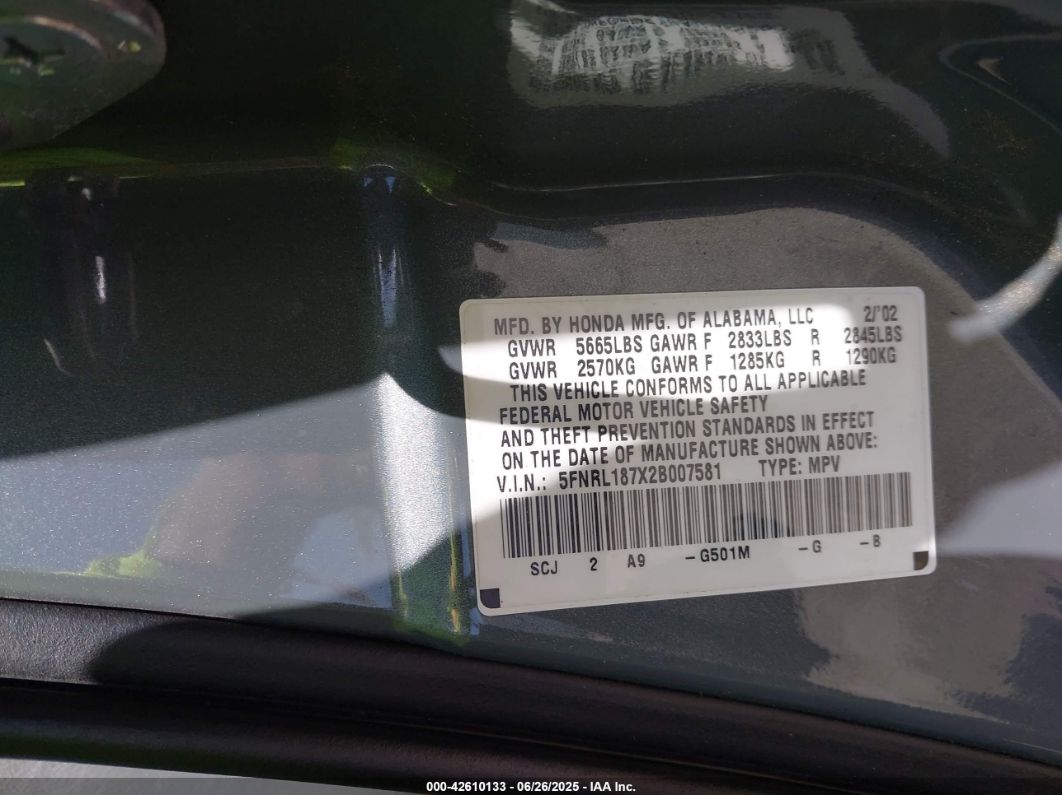 MFD. BY HONDA MFG. OF ALABAMA, LLC 2/'02
GVWR 5665LBS GAWR F 2833LBS R 2845LBS
GVWR 2570KG GAWR F 1285KG R 1290KG
THIS VEHICLE CONFORMS TO ALL APPLICABLE
FEDERAL MOTOR VEHICLE SAFETY
AND THEFT PREVENTION STANDARDS IN EFFECT
ON THE DATE OF MANUFACTURE SHOWN ABOVE:
V.I.N.: 5FNRL187X2B007581 TYPE: MPV
SCJ 2 A9 -G501M -G -B
000-42610133 - 06/26/2025 - IAA Inc.